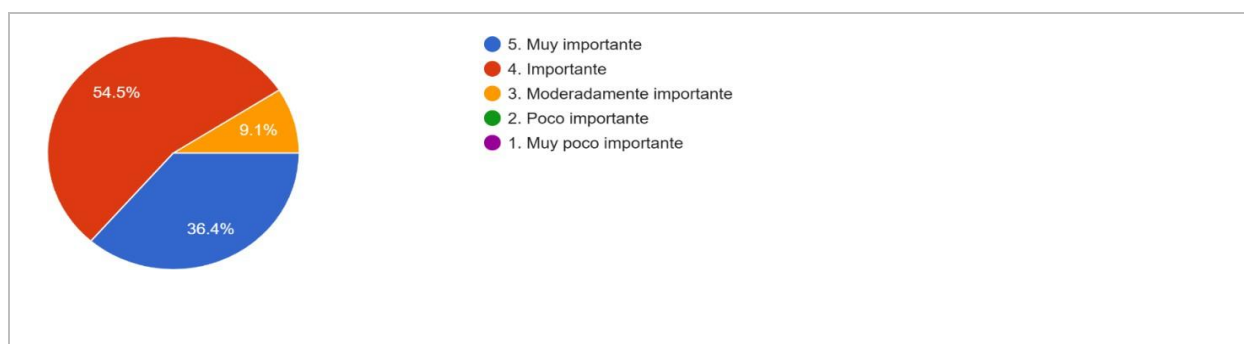 54.5%
9.1%
36.4%
5. Muy importante
4. Importante
3. Moderadamente importante
2. Poco importante
1. Muy poco importante